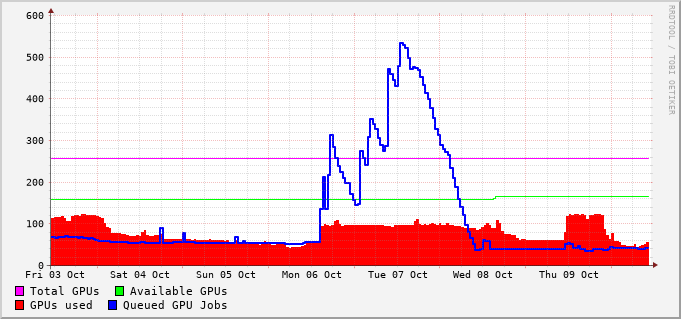 600
500
400
300
200
100
0
Fri 03 Oct Sat 04 Oct Sun 05 Oct Mon 06 Oct Tue 07 Oct Wed 08 Oct Thu 09 Oct
Total GPUs Available GPUs
GPUs used Queued GPU Jobs
RRDTOOL / TOBI OETIKER